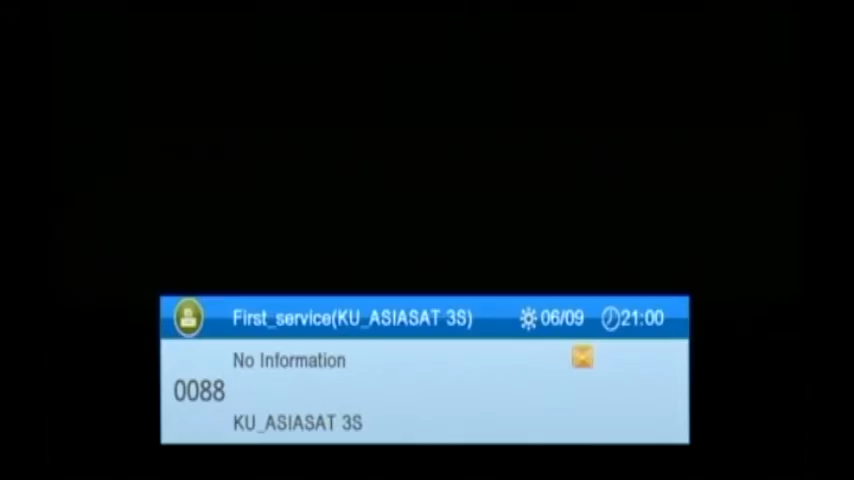 First_service(KU_ASIASAT 3S) 06/09 21:00
No Information
0088
KU_ASIASAT 3S